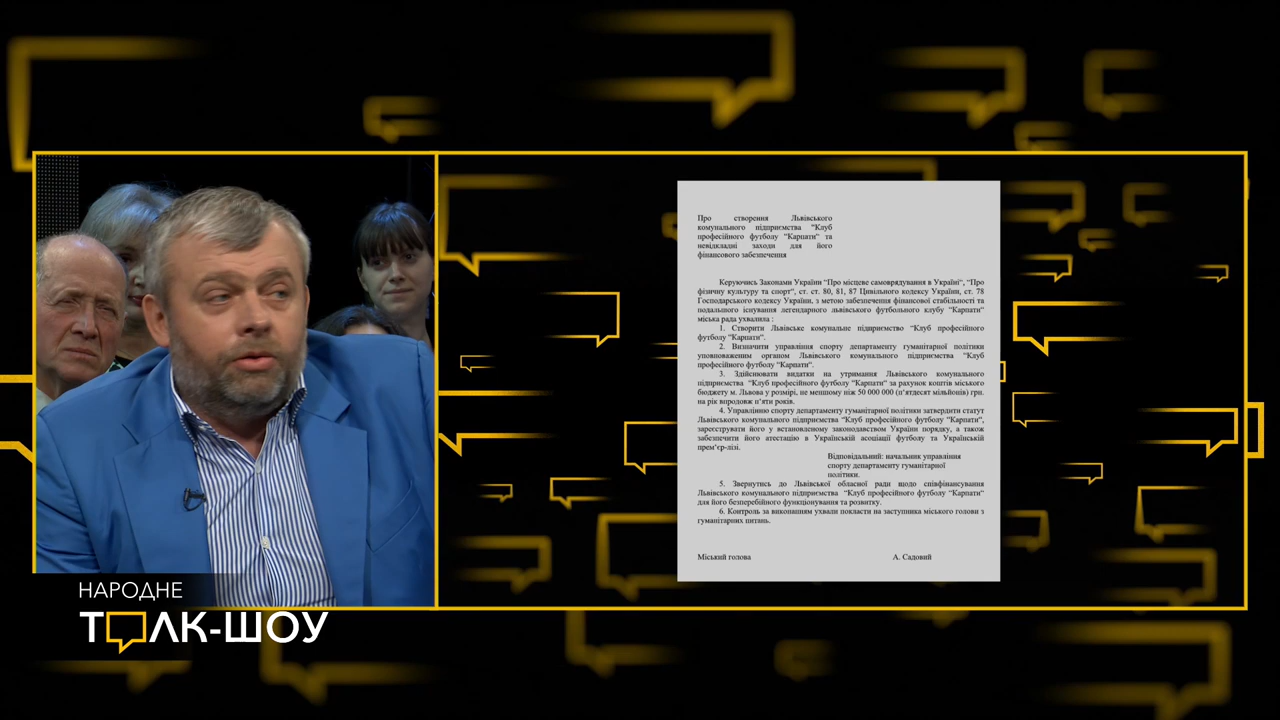 Про створення Львівського
комунального підприємства "Клуб
професійного футболу "Карпати" та
невідкладні заходи для його
фінансового забезпечення
Керуючись Законами України "Про місцеве самоврядування в Україні", "Про
фізичну культуру та спорт", ст. ст. 80, 81, 87 Цивільного кодексу України, ст. 78
Господарського кодексу України, з метою забезпечення фінансової стабільності та
подальшого існування легендарного львівського футбольного клубу "Карпати"
міська рада ухвалила :
1. Створити Львівське комунальне підприємство "Клуб професійного
футболу "Карпати".
2. Визначити управління спорту департаменту гуманітарної політики
уповноваженим органом Львівського комунального підприємства "Клуб
професійного футболу "Карпати".
3. Здійснювати видатки на утримання Львівського комунального
підприємства "Клуб професійного футболу "Карпати" за рахунок коштів міського
бюджету м. Львова у розмірі, не меншому ніж 50 000 000 (п'ятдесят мільйонів) грн.
на рік впродовж п'яти років.
4. Управлінню спорту департаменту гуманітарної політики затвердити статут
Львівського комунального підприємства "Клуб професійного футболу "Карпати",
зареєструвати його у встановленому законодавством України порядку, а також
забезпечити його атестацію в Українській асоціації футболу та Українській
прем'єр-лізі.
Відповідальний: начальник управління
спорту департаменту гуманітарної
політики.
5. Звернутись до Львівської обласної ради щодо співфінансування
Львівського комунального підприємства "Клуб професійного футболу "Карпати"
для його безперебійного функціонування та розвитку.
6. Контроль за виконанням ухвали покласти на заступника міського голови з
гуманітарних питань.
Міський голова А. Садовий
НАРОДНЕ
ТОЛК-ШОУ